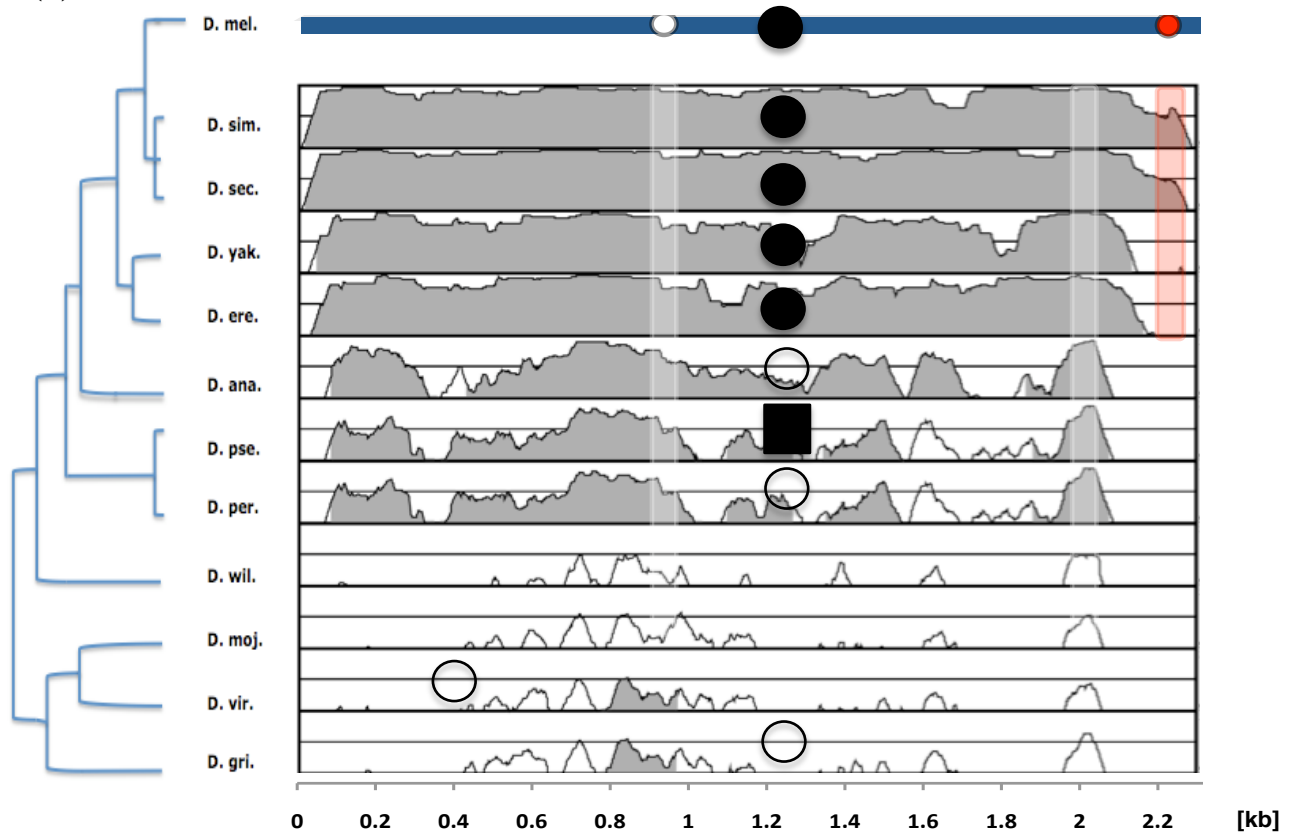 D. mel.
D. sim.
D. sec.
D. yak.
D. ere.
D. ana.
D. pse.
D. per.
D. wil.
D. moj.
D. vir.
D. gri.
0 0.2 0.4 0.6 0.8 1 1.2 1.4 1.6 1.8 2 2.2 [kb]